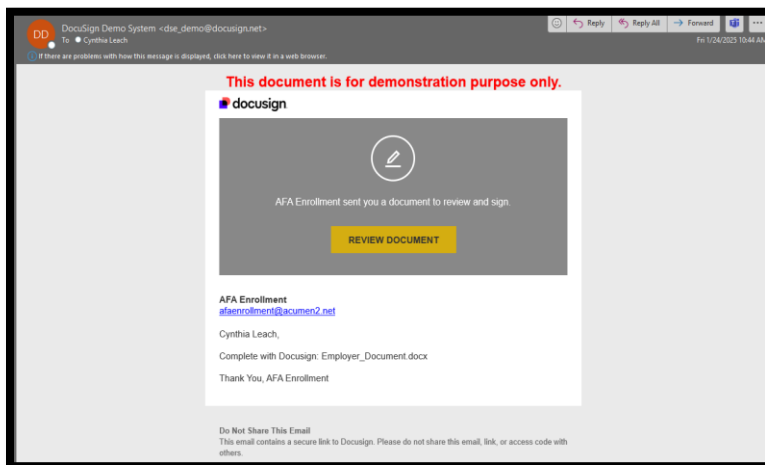 DD
DocuSign Demo System <dse_demo@docusign.net>
To Cynthia Leach
Reply
Reply All
Forward
Fri 1/24/2025 10:44 AM
If there are problems with how this message is displayed, click here to view it in a web browser.
This document is for demonstration purpose only.
docusign
AFA Enrollment sent you a document to review and sign.
REVIEW DOCUMENT
AFA Enrollment
afaenrollment@acumen2.net
Cynthia Leach,
Complete with Docusign: Employer_Document.docx
Thank You, AFA Enrollment
Do Not Share This Email
This email contains a secure link to Docusign. Please do not share this email, link, or access code with
others.